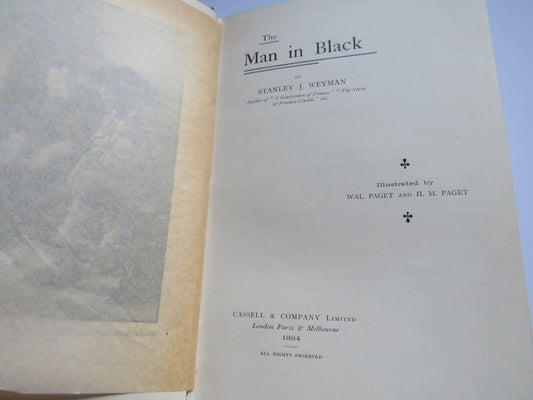 The
Man in Black
BY
STANLEY J. WEYMAN
Author of "A Gentleman of France" "The Story
of Francis Cludde" etc.
Illustrated by
WAL PAGET AND H. M. PAGET
CASSELL & COMPANY LIMITED
London Paris & Melbourne
1894
ALL RIGHTS RESERVED